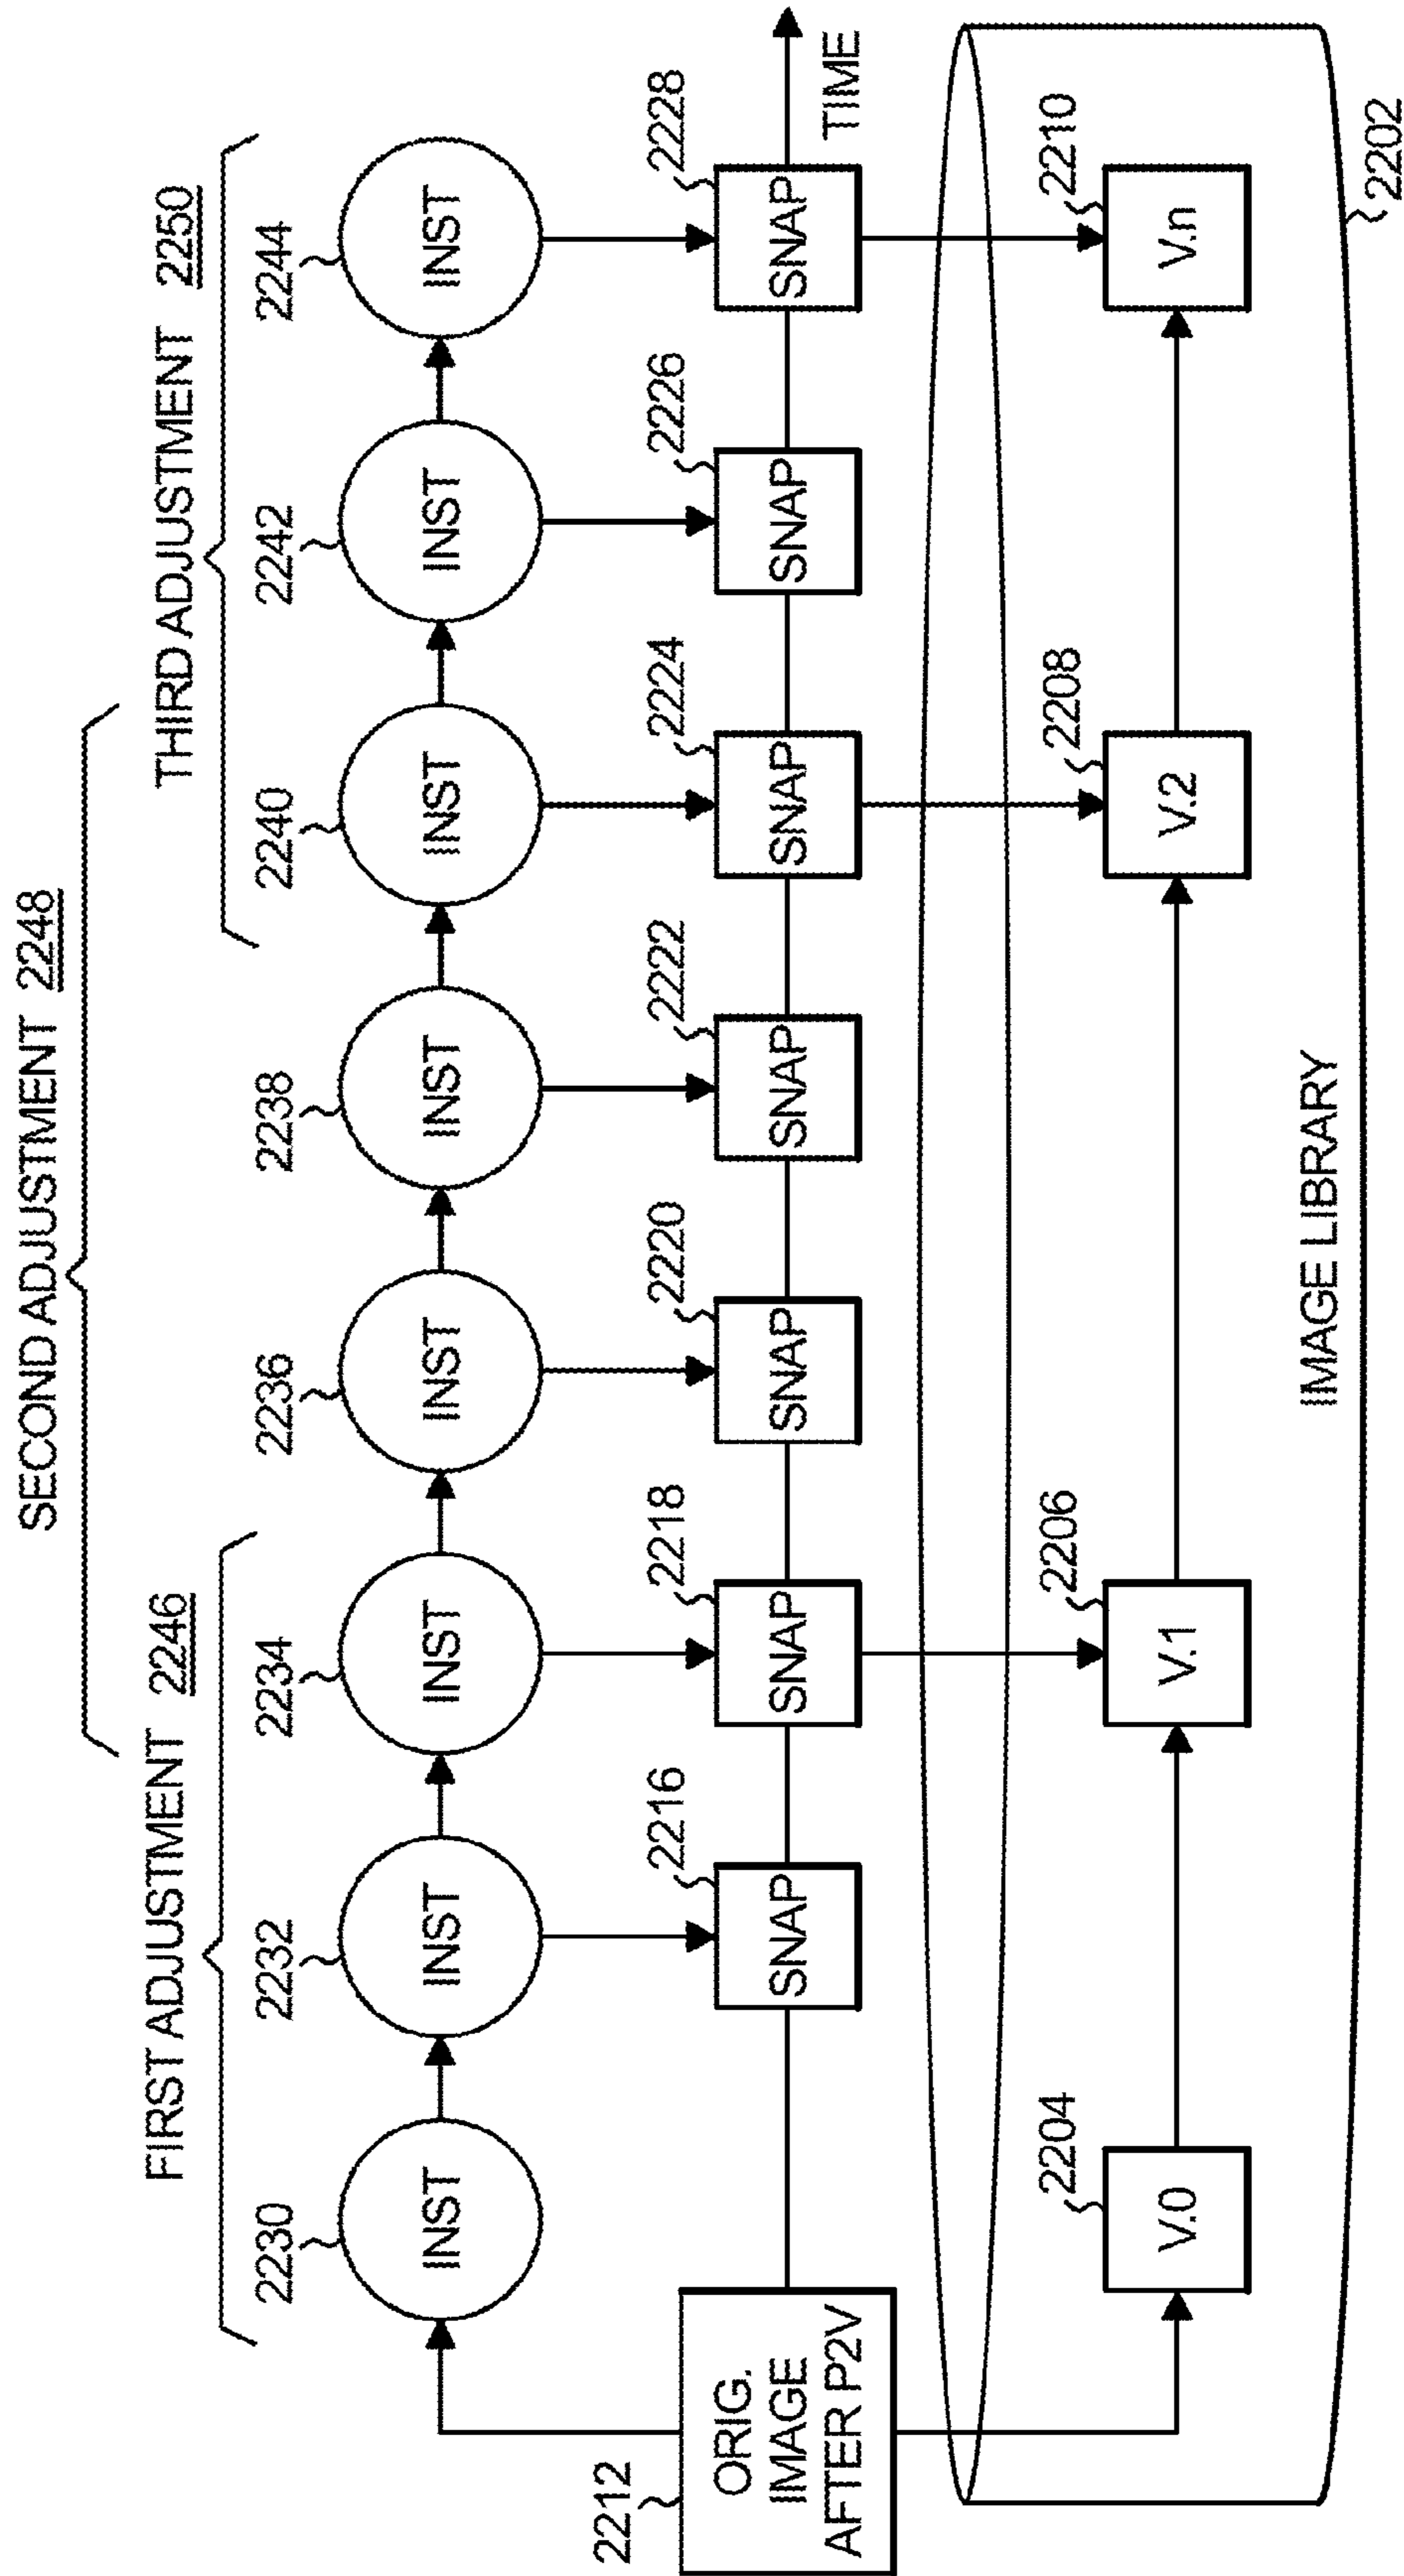 SECOND ADJUSTMENT 2248
FIRST ADJUSTMENT 2246
THIRD ADJUSTMENT 2250
2230
2232
2234
2236
2238
2240
2242
2244
INST
INST
INST
INST
INST
INST
INST
INST
2212
2216
2218
2220
2222
2224
2226
2228
ORIG.
IMAGE
AFTER P2V
SNAP
SNAP
SNAP
SNAP
SNAP
SNAP
SNAP
TIME
2204
2206
2208
2210
V.0
V.1
V.2
V.n
IMAGE LIBRARY
2202